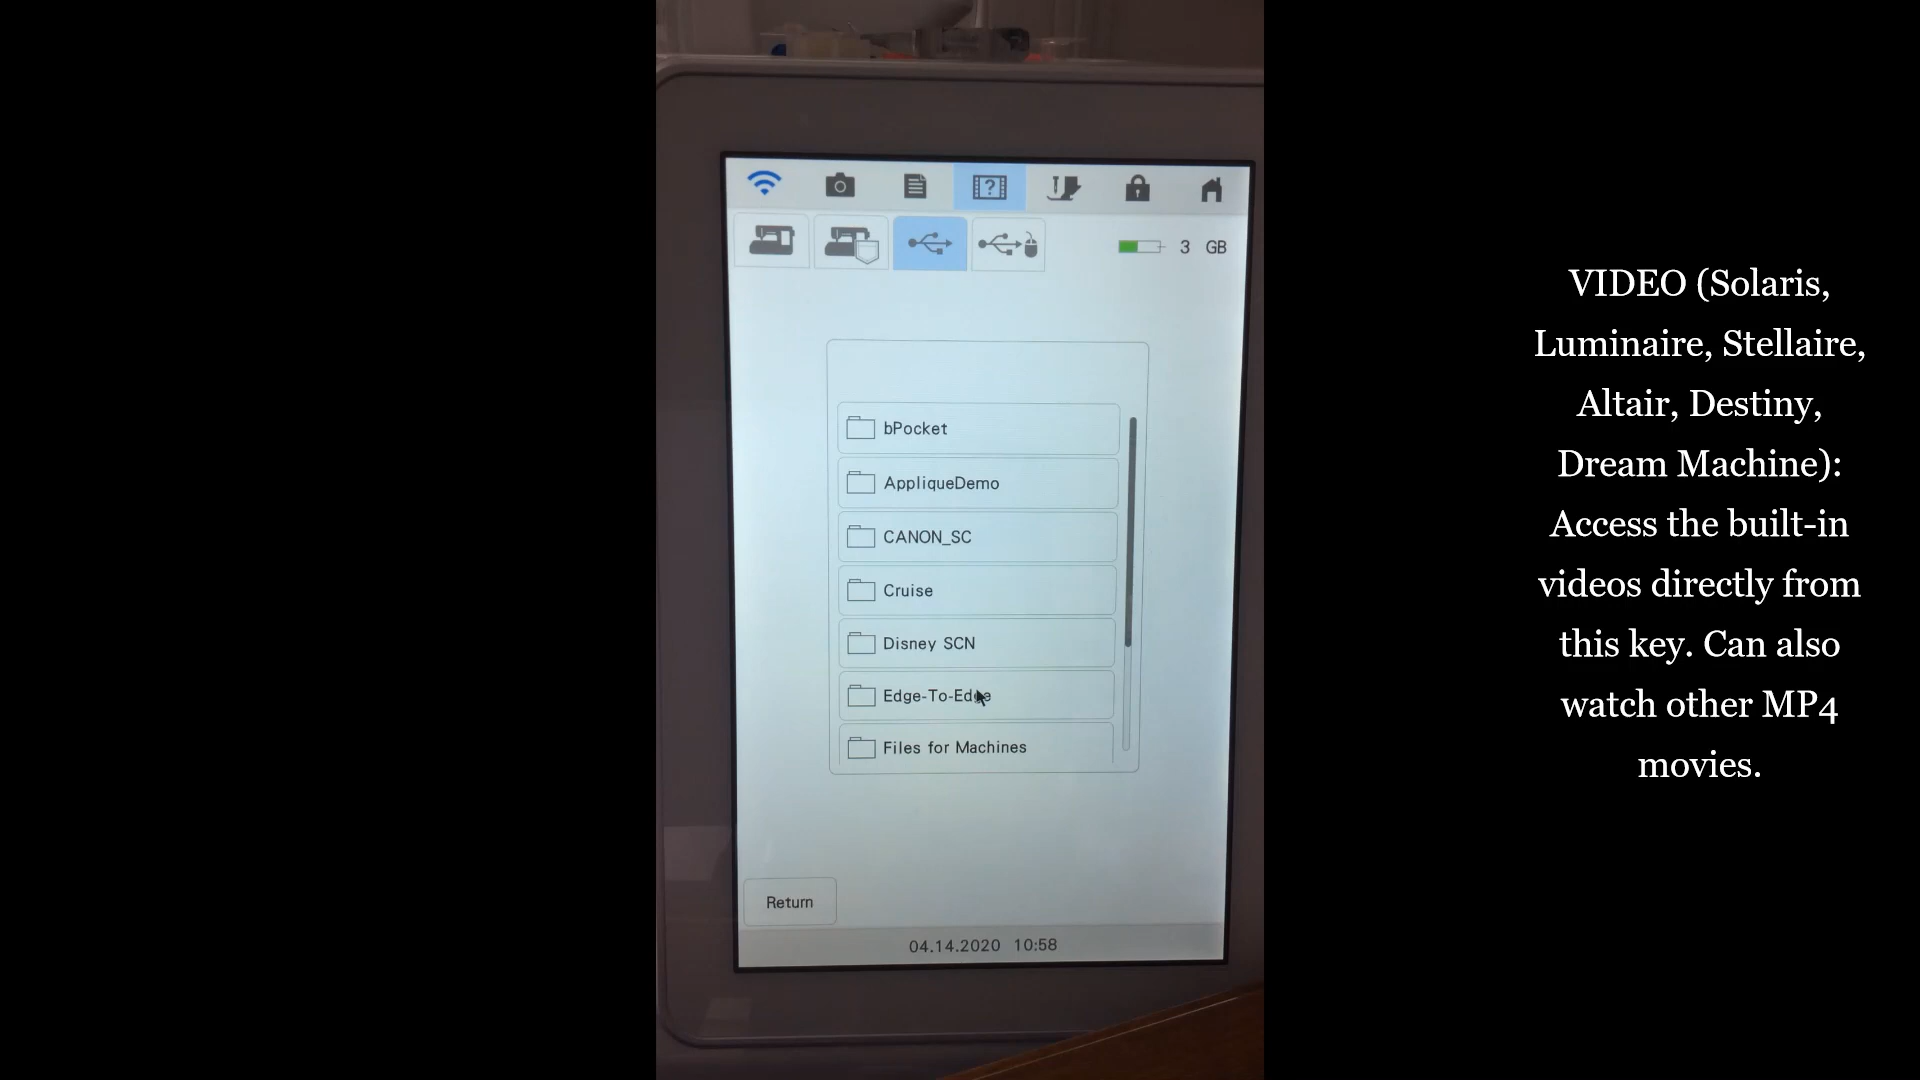 3 GB
bPocket
AppliqueDemo
CANON_SC
Cruise
Disney SCN
Edge-To-Edge
Files for Machines
Return
04.14.2020 10:58
VIDEO (Solaris,
Luminaire, Stellaire,
Altair, Destiny,
Dream Machine):
Access the built-in
videos directly from
this key. Can also
watch other MP4
movies.